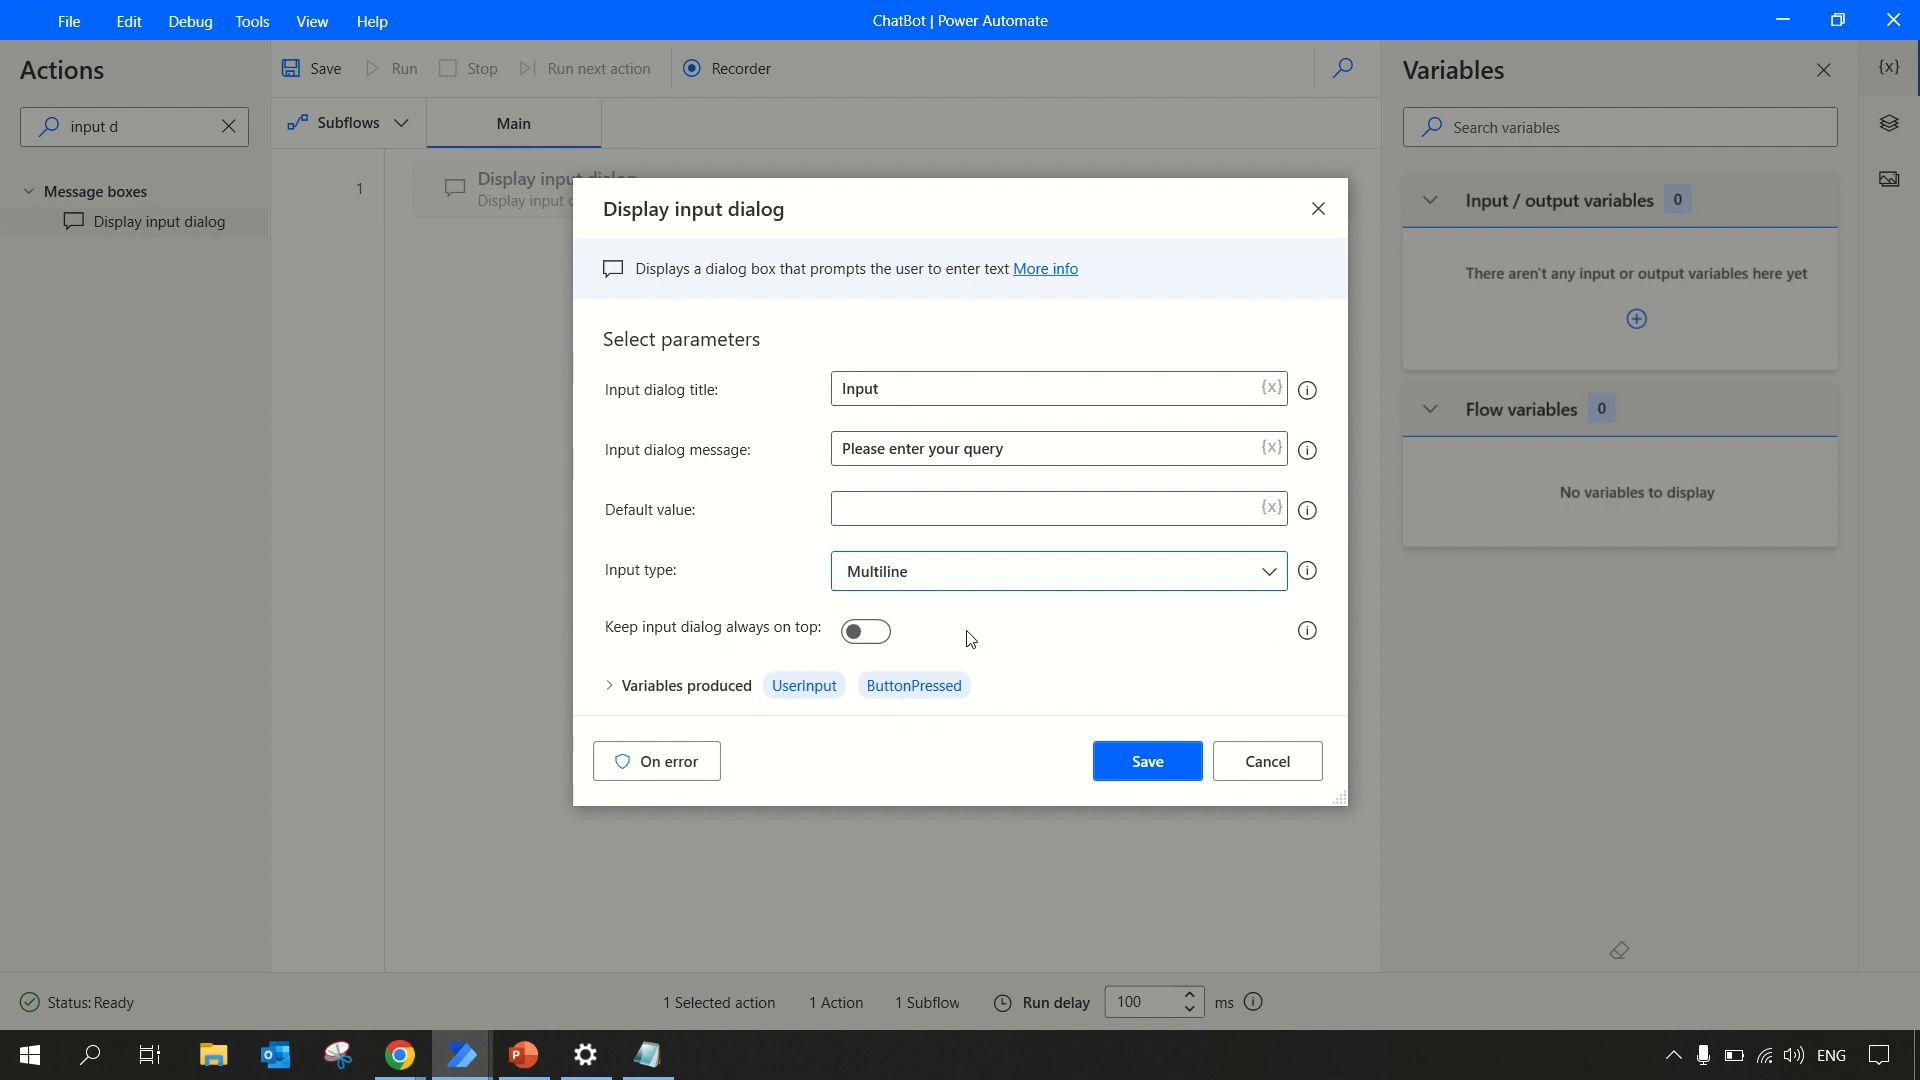 File Edit Debug Tools View Help
ChatBot | Power Automate
Actions
input d
Message boxes
Display input dialog
Save Run Stop Run next action Recorder
Subflows Main
1
Display input dialog
Display input d
Display input dialog
Displays a dialog box that prompts the user to enter text More info
Select parameters
Input dialog title: Input {x}
Input dialog message: Please enter your query {x}
Default value: {x}
Input type: Multiline
Keep input dialog always on top:
Variables produced UserInput ButtonPressed
On error Save Cancel
Variables
{x}
Search variables
Input / output variables 0
There aren't any input or output variables here yet
Flow variables 0
No variables to display
Status: Ready 1 Selected action 1 Action 1 Subflow Run delay 100 ms
ENG